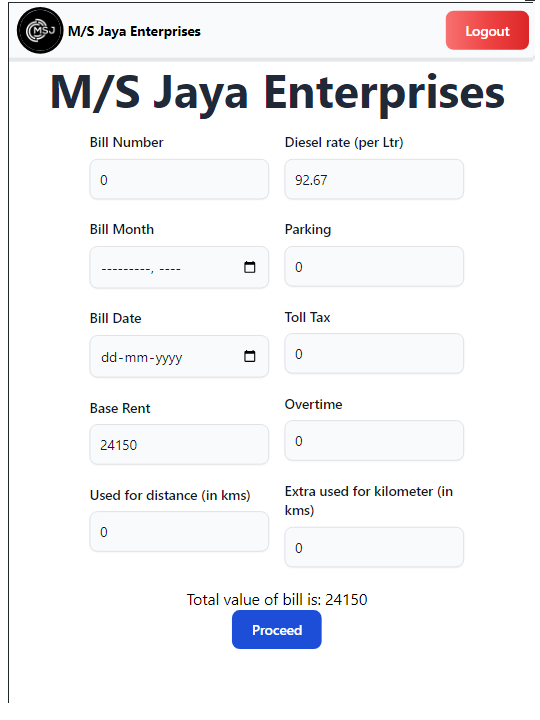 MSJ
M/S Jaya Enterprises
Logout
M/S Jaya Enterprises
Bill Number
0
Diesel rate (per Ltr)
92.67
Bill Month
---------, ----
Parking
0
Bill Date
dd-mm-yyyy
Toll Tax
0
Base Rent
24150
Overtime
0
Used for distance (in kms)
0
Extra used for kilometer (in
kms)
0
Total value of bill is: 24150
Proceed